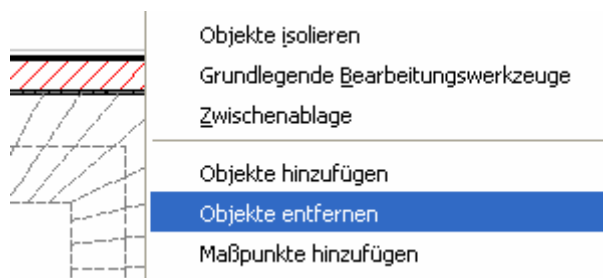 Objekte isolieren
Grundlegende Bearbeitungswerkzeuge
Zwischenablage
Objekte hinzufügen
Objekte entfernen
Maßpunkte hinzufügen